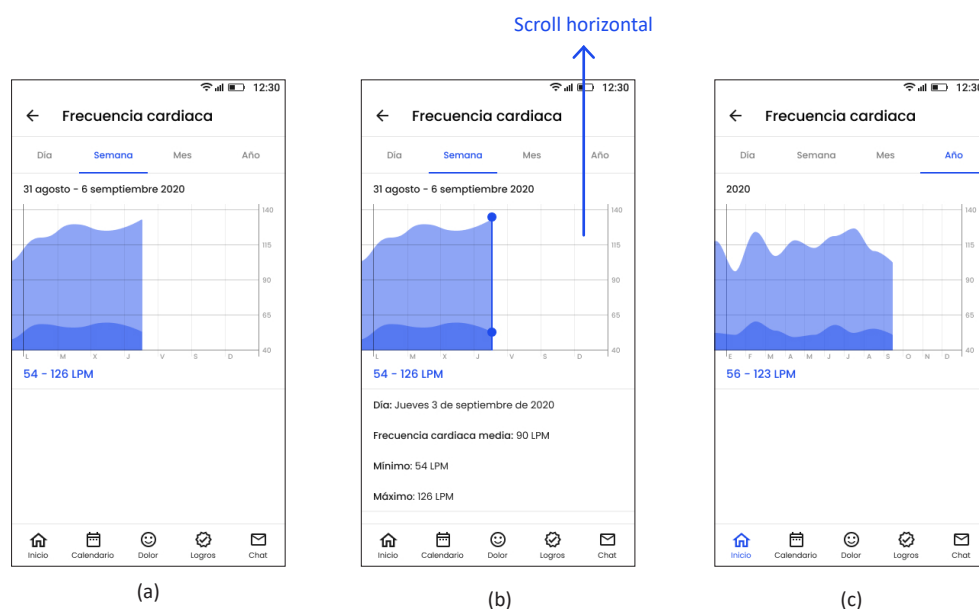 Scroll horizontal
12:30
Frecuencia cardiaca
Día Semana Mes Año
31 agosto - 6 semptiembre 2020
140
115
90
65
40
L M X J V S D
54 - 126 LPM
Inicio Calendario Dolor Logros Chat
(a)
12:30
Frecuencia cardiaca
Día Semana Mes Año
31 agosto - 6 semptiembre 2020
140
115
90
65
40
L M X J V S D
54 - 126 LPM
Día: Jueves 3 de septiembre de 2020
Frecuencia cardiaca media: 90 LPM
Mínimo: 54 LPM
Máximo: 126 LPM
Inicio Calendario Dolor Logros Chat
(b)
12:30
Frecuencia cardiaca
Día Semana Mes Año
2020
140
115
90
65
40
E F M A M J J A S O N D
56 - 123 LPM
Inicio Calendario Dolor Logros Chat
(c)